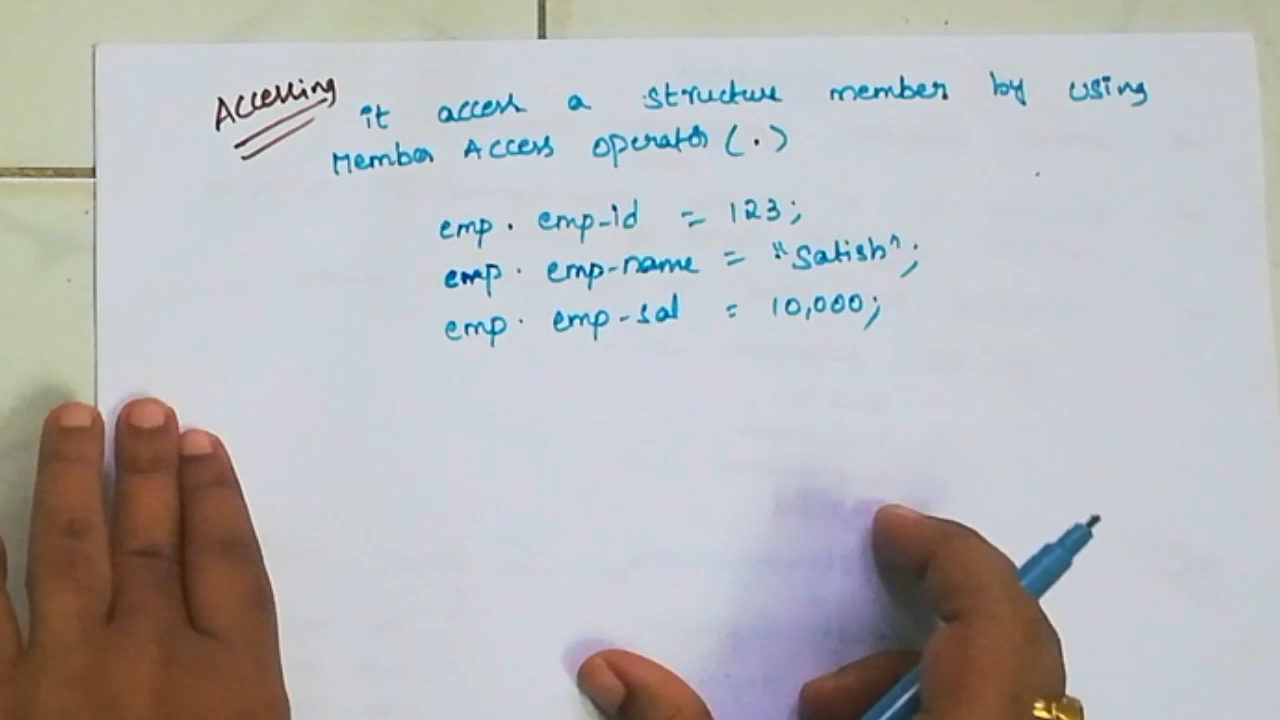 Accessing
it access a structure member by using
Member Access operator (.)
emp . emp-id = 123;
emp . emp-name = "Satish";
emp . emp-sal = 10,000;